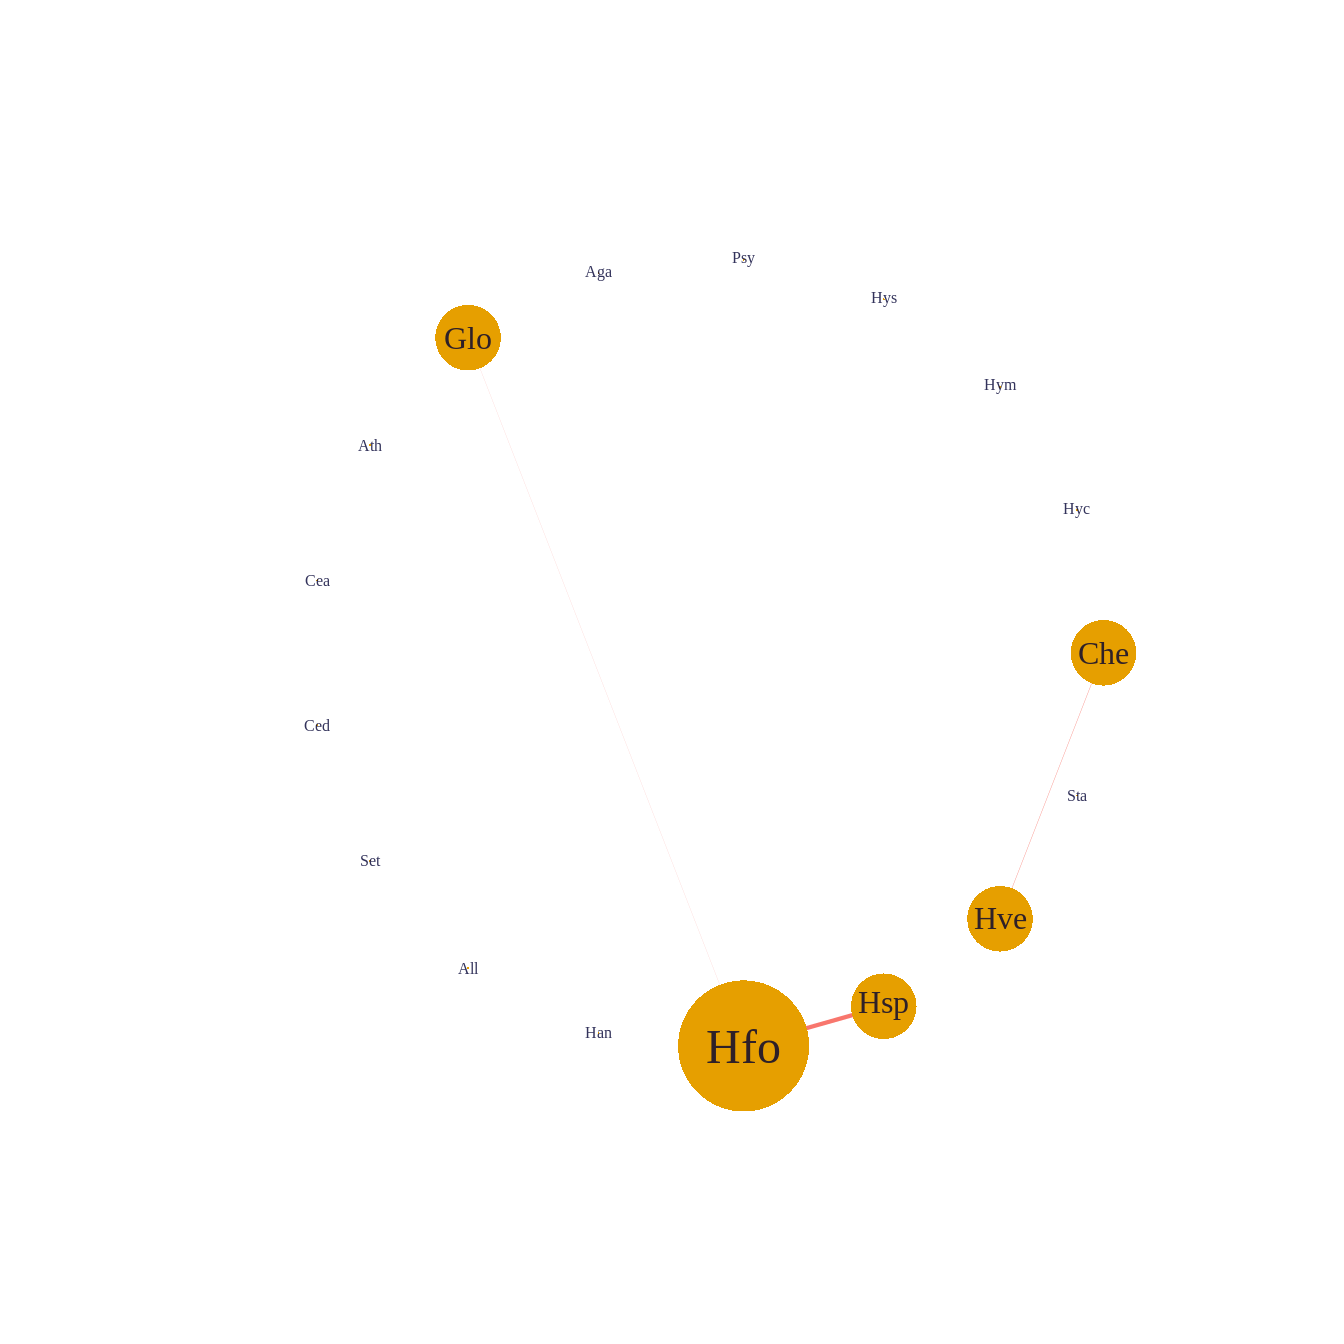 Psy
Aga
Hys
Glo
Hym
Ath
Hyc
Cea
Che
Ced
Sta
Set
Hve
All
Hsp
Han
Hfo